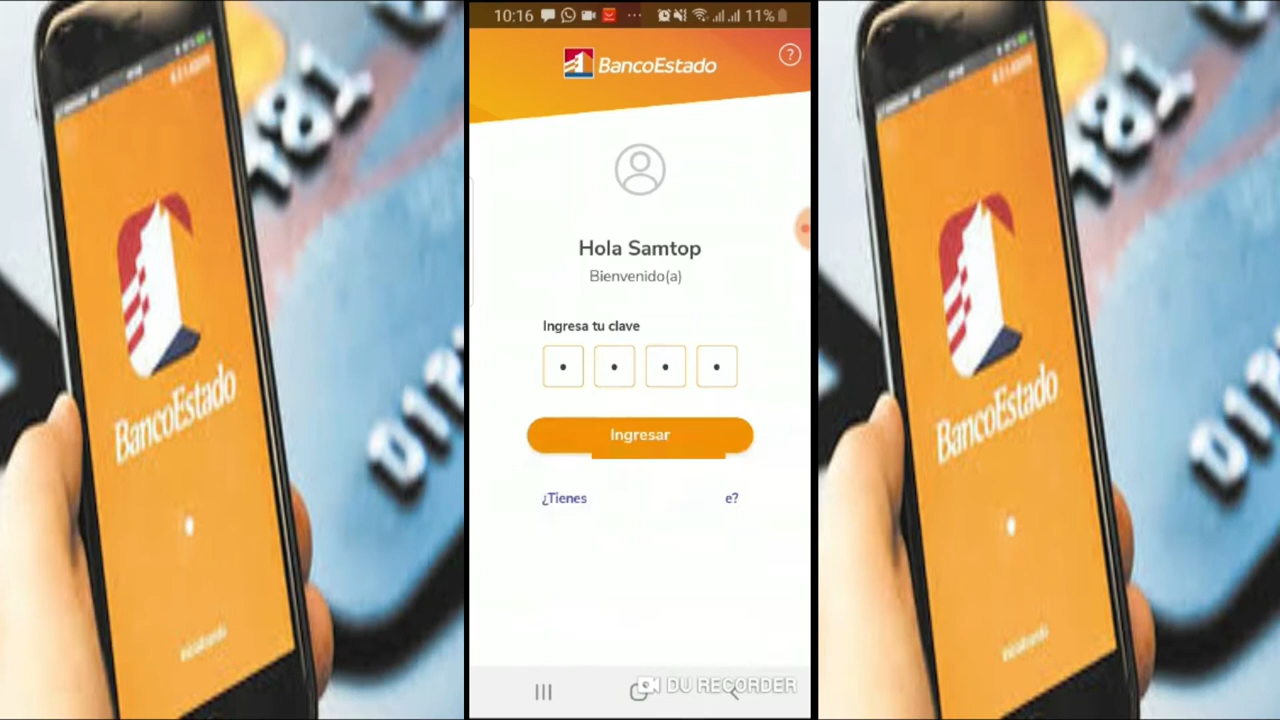 10:16
11%
BancoEstado
?
Hola Samtop
Bienvenido(a)
Ingresa tu clave
Ingresar
¿Tienes e?
DU RECORDER
BancoEstado
BancoEstado